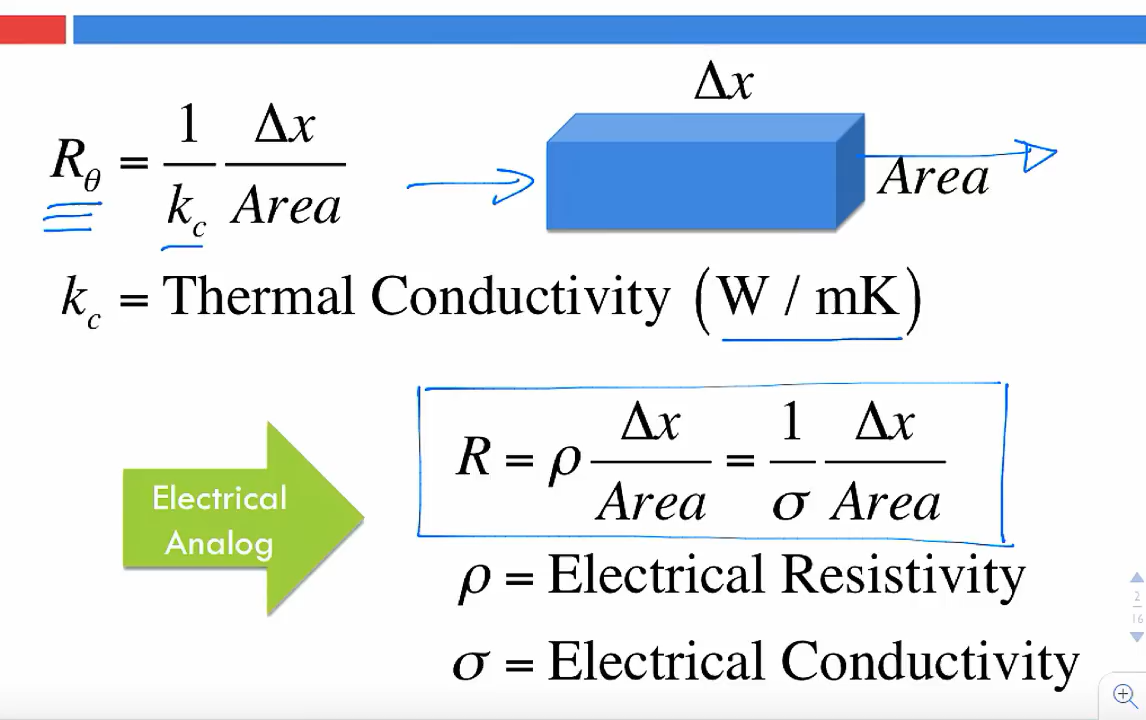 Δx
R_θ = 1/k_c Δx/Area
Area
k_c = Thermal Conductivity (W / mK)
Electrical
Analog
R = ρ Δx/Area = 1/σ Δx/Area
ρ = Electrical Resistivity
σ = Electrical Conductivity
2
16